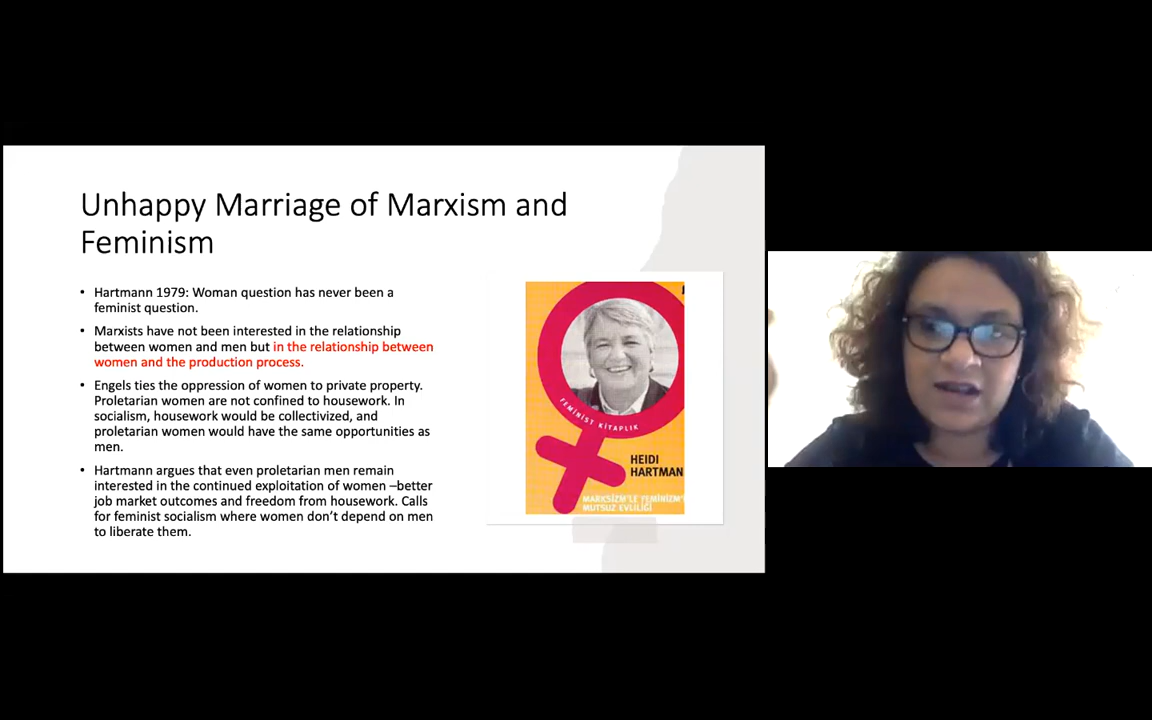 Unhappy Marriage of Marxism and
Feminism
• Hartmann 1979: Woman question has never been a
feminist question.
• Marxists have not been interested in the relationship
between women and men but in the relationship between
women and the production process.
• Engels ties the oppression of women to private property.
Proletarian women are not confined to housework. In
socialism, housework would be collectivized, and
proletarian women would have the same opportunities as
men.
• Hartmann argues that even proletarian men remain
interested in the continued exploitation of women –better
job market outcomes and freedom from housework. Calls
for feminist socialism where women don't depend on men
to liberate them.
FEMİNİST KİTAPLIK
HEIDI
HARTMAN
MARKSİZM'LE FEMİNİZM'
MUTSUZ EVLİLİĞİ